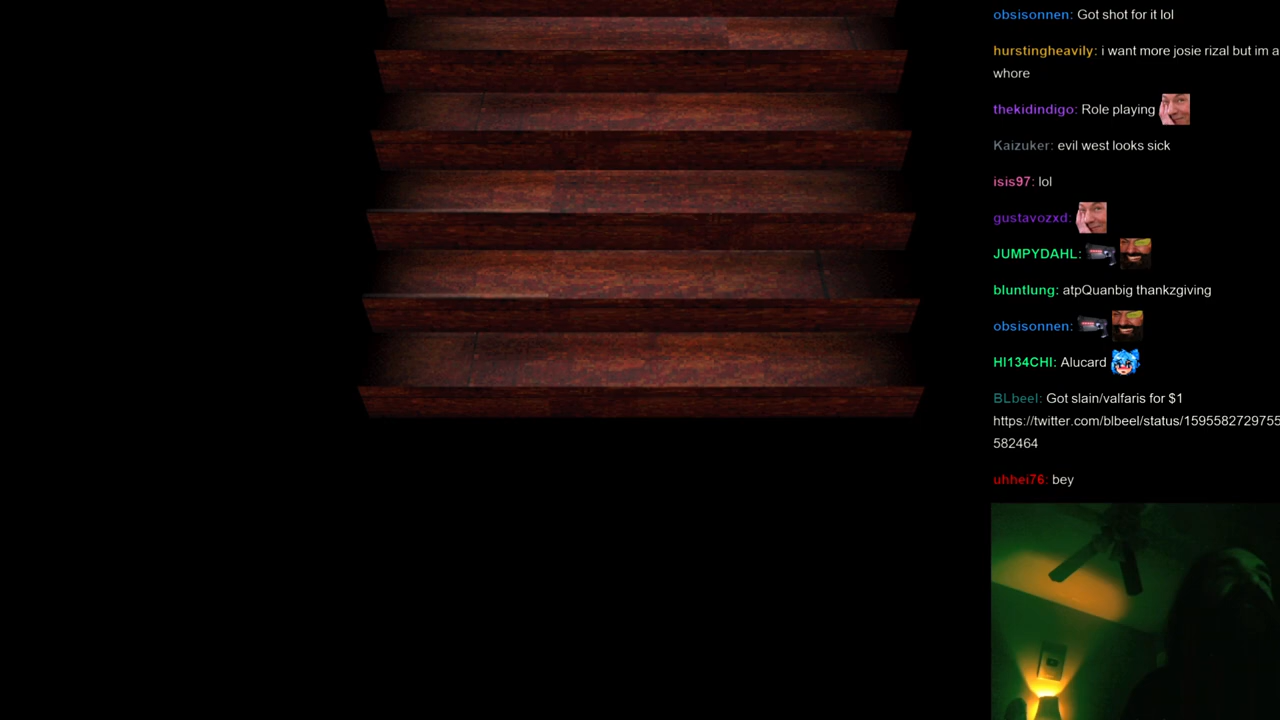 obsisonnen: Got shot for it lol
hurstingheavily: i want more josie rizal but im a
whore
thekidindigo: Role playing
Kaizuker: evil west looks sick
isis97: lol
gustavozxd:
JUMPYDAHL:
bluntlung: atpQuanbig thankzgiving
obsisonnen:
HI134CHI: Alucard
BLbeel: Got slain/valfaris for $1
https://twitter.com/blbeel/status/1595582729755
582464
uhhei76: bey